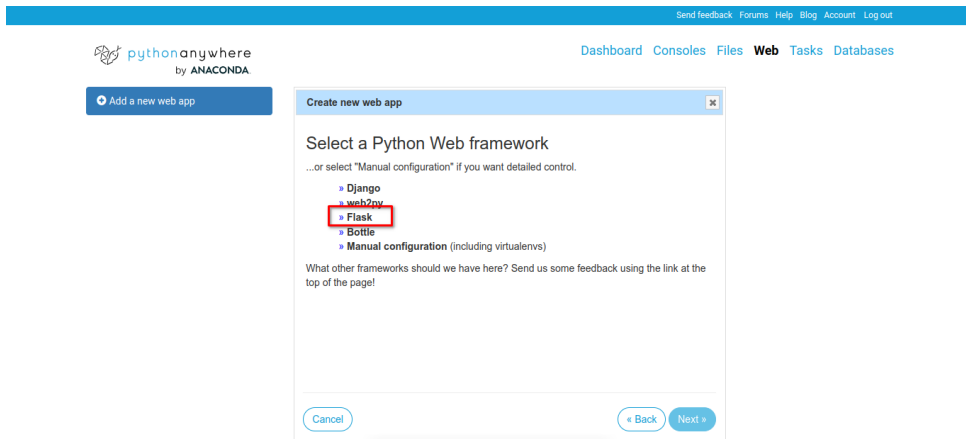 Send feedback Forums Help Blog Account Log out
pythonanywhere
by ANACONDA.
Dashboard Consoles Files Web Tasks Databases
Add a new web app
Create new web app
Select a Python Web framework
...or select "Manual configuration" if you want detailed control.
» Django
» web2py
» Flask
» Bottle
» Manual configuration (including virtualenvs)
What other frameworks should we have here? Send us some feedback using the link at the
top of the page!
Cancel
« Back
Next »